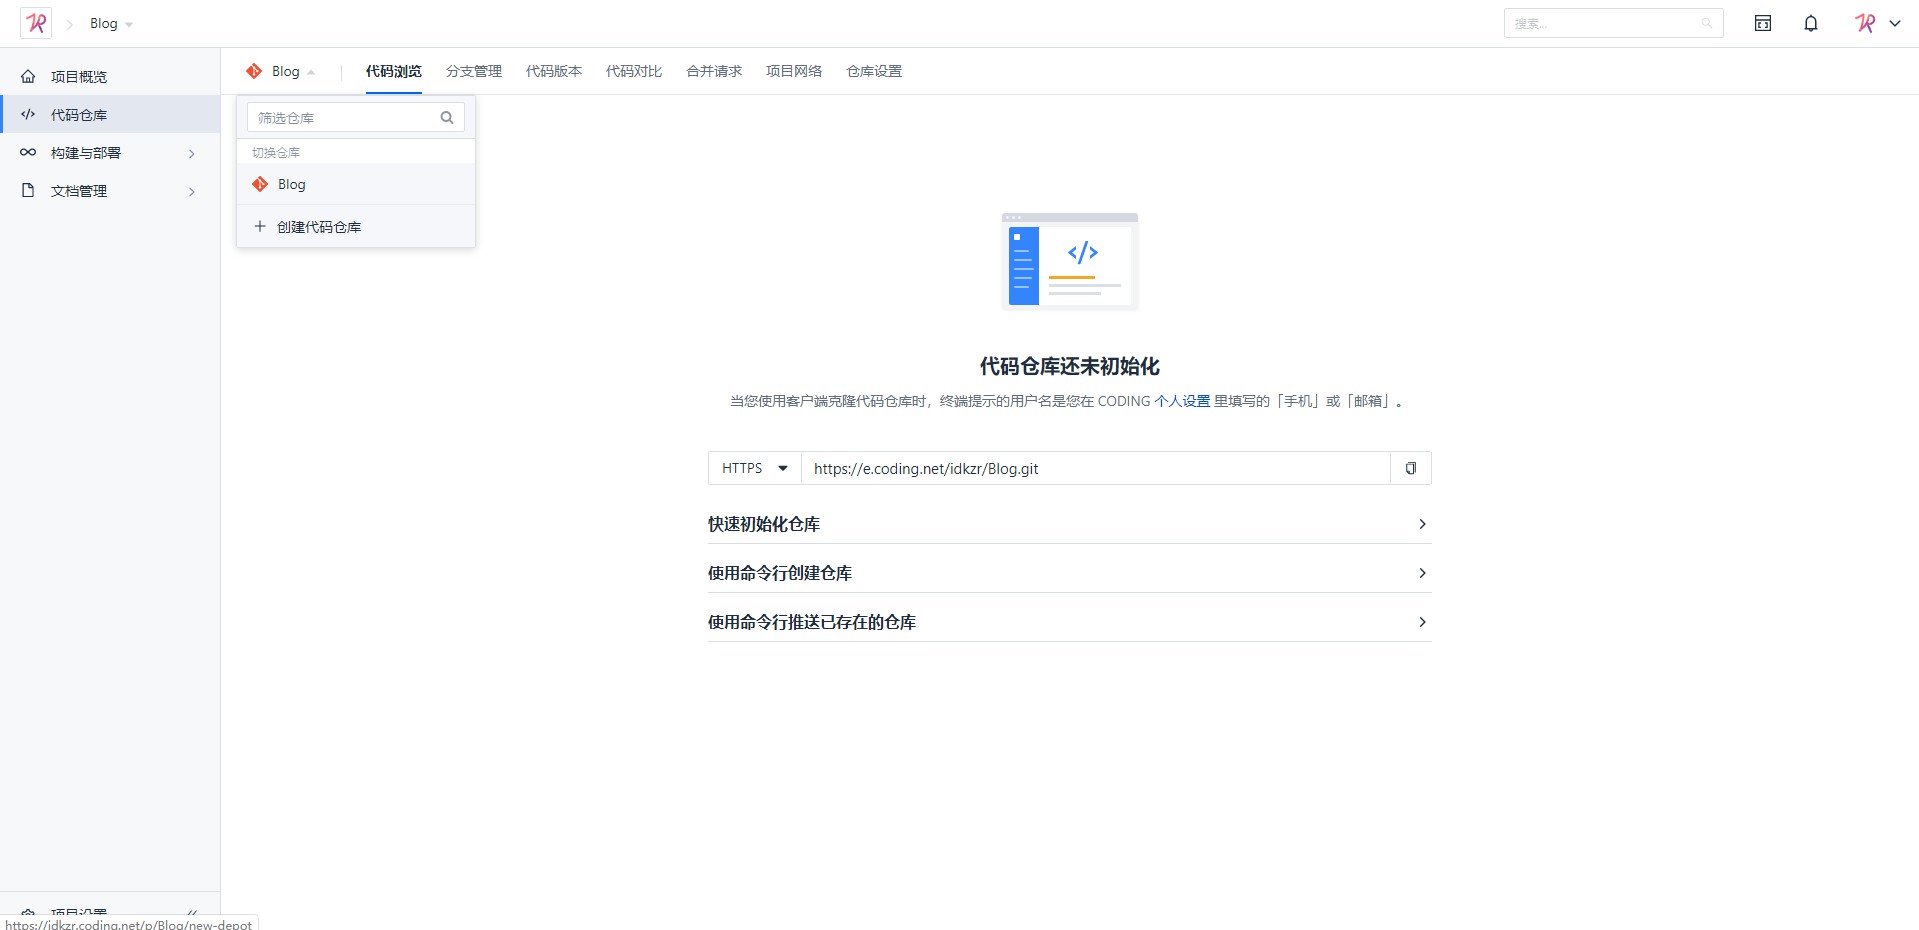 Blog
搜索...
项目概览
代码仓库
构建与部署
文档管理
项目设置
Blog
代码浏览 分支管理 代码版本 代码对比 合并请求 项目网络 仓库设置
筛选仓库
切换仓库
Blog
创建代码仓库
代码仓库还未初始化
当您使用客户端克隆代码仓库时，终端提示的用户名是您在 CODING 个人设置 里填写的「手机」或「邮箱」。
HTTPS https://e.coding.net/idkzr/Blog.git
快速初始化仓库
使用命令行创建仓库
使用命令行推送已存在的仓库
https://idkzr.coding.net/p/Blog/new-depot